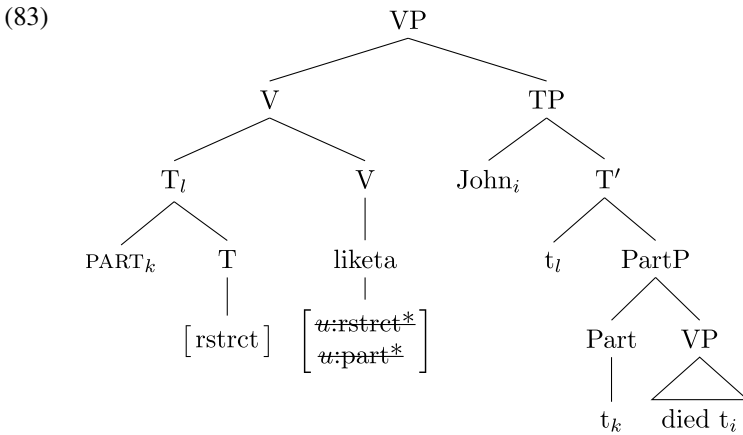 (83)
VP
V TP
T_l V John_i T′
PART_k T liketa t_l PartP
[rstrct] [u:rstrct* Part VP
u:part*]
t_k died t_i